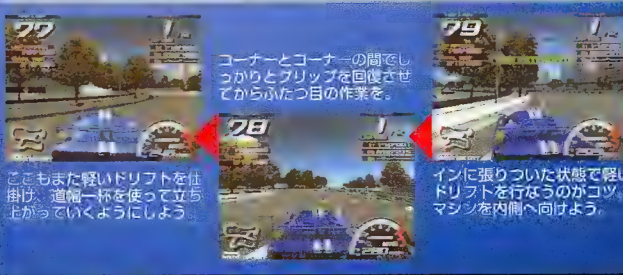 79
インに張りついた状態で軽い
ドリフトを行なうのがコツ。
マシンを内側へ向けよう。
コーナーとコーナーの間でし
っかりとグリップを回復させ
てからふたつ目の作業を。
78
77
ここもまた軽いドリフトを仕
掛け、道幅一杯を使って立ち
上がっていくようにしよう